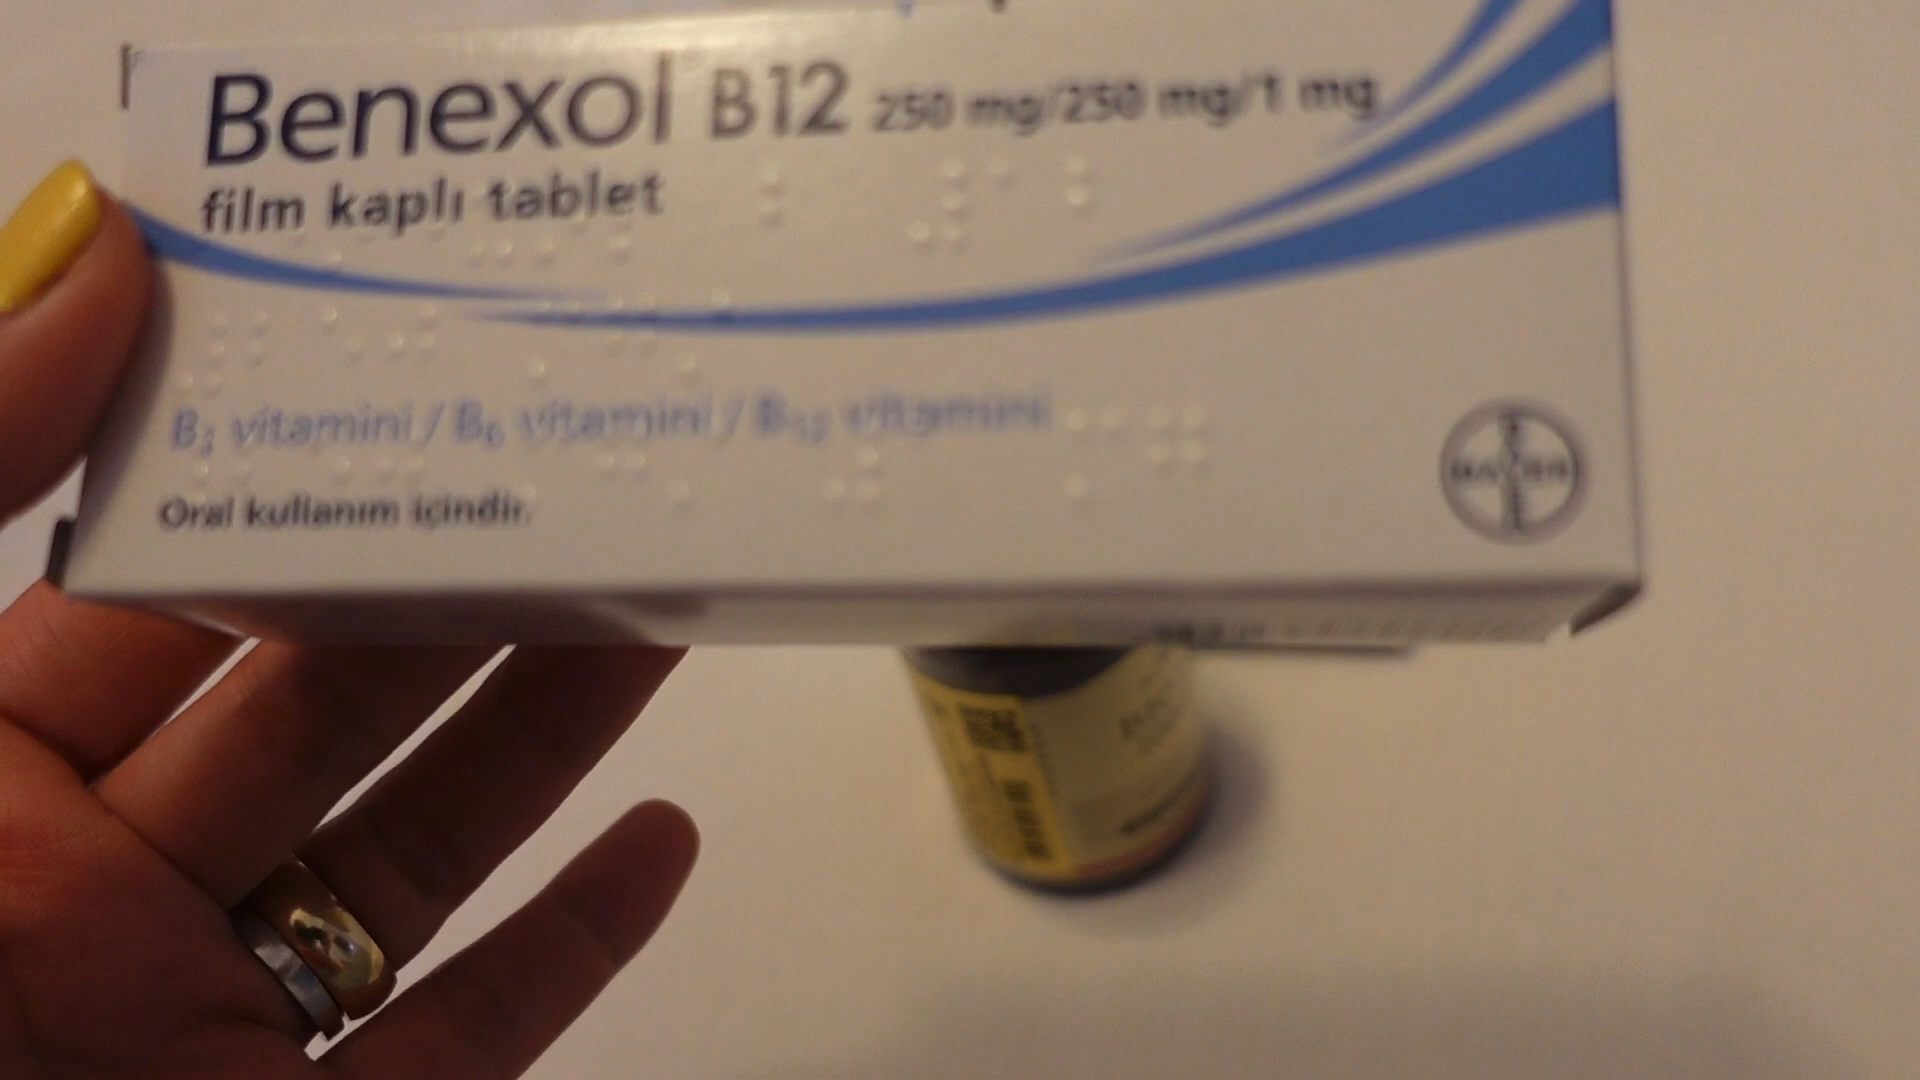 Benexol® B12 250 mg/250 mg/1 mg
film kaplı tablet
B₁ vitamini / B₆ vitamini / B₁₂ vitamini
Oral kullanım içindir.
BAYER
BAYER